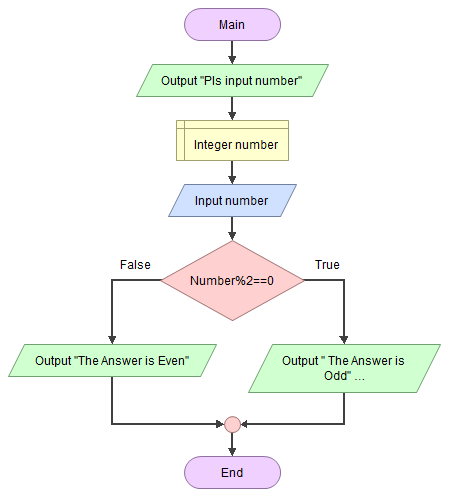 Main
Output "Pls input number"
Integer number
Input number
False
True
Number%2==0
Output "The Answer is Even"
Output " The Answer is
Odd" ...
End